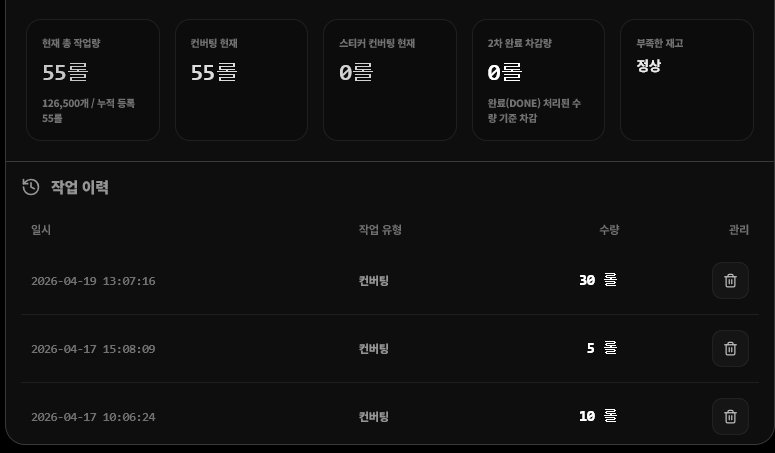 현재 총 작업량
55롤
126,500개 / 누적 등록
55롤
컨버팅 현재
55롤
스티커 컨버팅 현재
0롤
2차 완료 차감량
0롤
완료(DONE) 처리된 수
량 기준 차감
부족한 재고
정상
작업 이력
일시 작업 유형 수량 관리
2026-04-19 13:07:16 컨버팅 30 롤
2026-04-17 15:08:09 컨버팅 5 롤
2026-04-17 10:06:24 컨버팅 10 롤